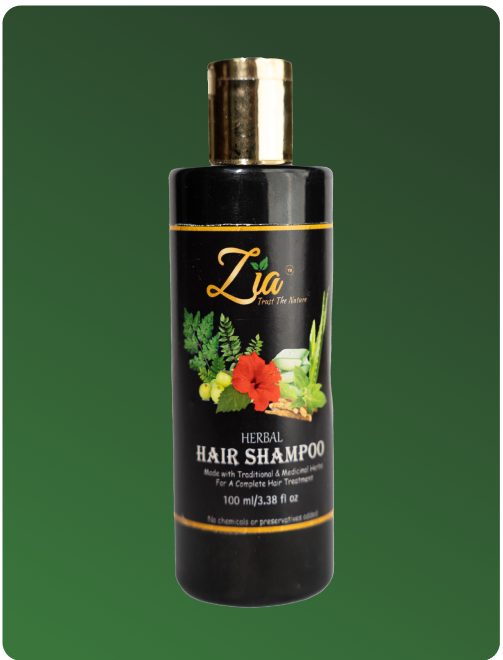 Zia TM
Trust The Nature
HERBAL
HAIR SHAMPOO
Made with Traditional & Medicinal Herbs
For A Complete Hair Treatment
100 ml/3.38 fl oz
No chemicals or preservatives added